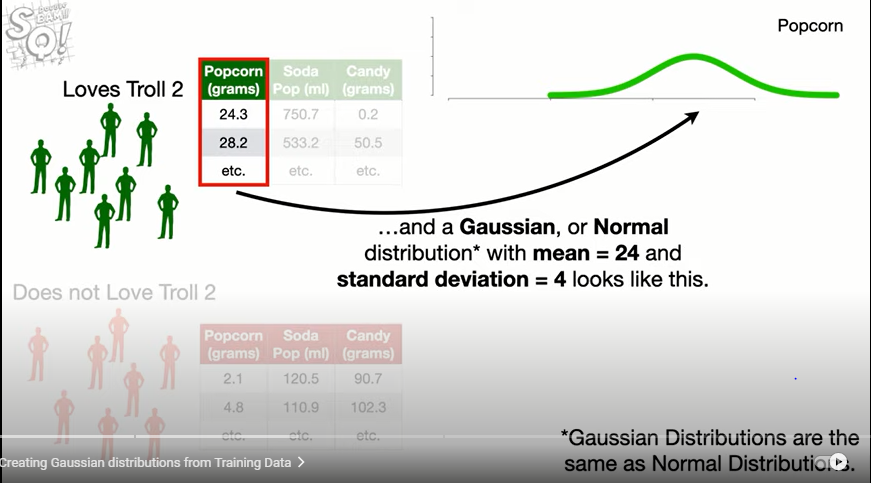 StatQuest!!!
Popcorn
Loves Troll 2
Popcorn (grams) Soda Pop (ml) Candy (grams)
24.3 750.7 0.2
28.2 533.2 50.5
etc. etc. etc.
...and a Gaussian, or Normal
distribution* with mean = 24 and
standard deviation = 4 looks like this.
Does not Love Troll 2
Popcorn (grams) Soda Pop (ml) Candy (grams)
2.1 120.5 90.7
4.8 110.9 102.3
etc. etc. etc.
*Gaussian Distributions are the
same as Normal Distributions.
Creating Gaussian distributions from Training Data